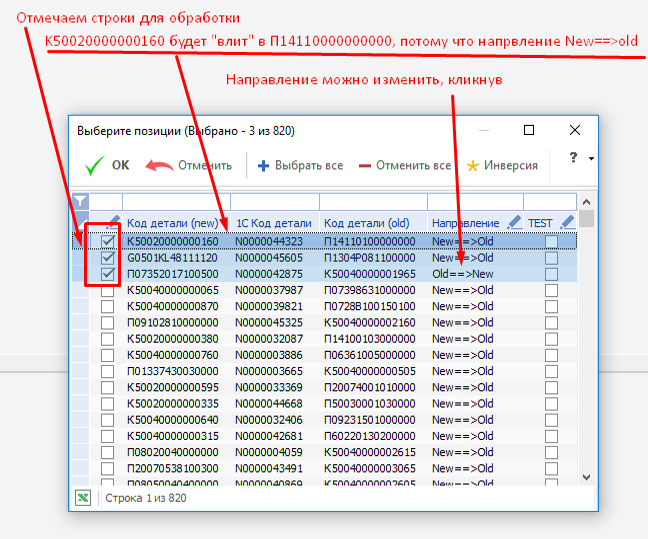 Отмечаем строки для обработки
К50020000000160 будет "влит" в П14110000000000, потому что напрвление New==>old
Направление можно изменить, кликнув
Выберите позиции (Выбрано - 3 из 820)
OK Отменить Выбрать все Отменить все Инверсия ?
Код детали (new) 1С Код детали Код детали (old) Направление TEST
К50020000000160 N0000044323 П14110100000000 New==>Old
G0501KL48111120 N0000045605 П1304Р081100000 New==>Old
П07352017100500 N0000042875 К50040000001965 Old==>New
К50040000000065 N0000037987 П07398631000000 New==>Old
К50040000000870 N0000039821 П0728В100150100 New==>Old
П09102810000000 N0000045325 К50040000002160 New==>Old
К50020000000380 N0000032087 П14100103000000 New==>Old
К50040000000760 N0000003886 П06361005000000 New==>Old
П01337430030000 N0000003665 К50040000000505 New==>Old
К50020000000595 N0000033369 П20074001010000 New==>Old
К50020000000335 N0000044668 П50030001030000 New==>Old
К50040000000640 N0000032406 П09231501000000 New==>Old
К50040000000315 N0000042681 П60220130200000 New==>Old
П08020040000000 N0000004059 К50040000002615 New==>Old
П20070538100300 N0000043491 К50040000003065 New==>Old
П08050040400000 N0000040869 К50040000002605 New==>Old
Строка 1 из 820